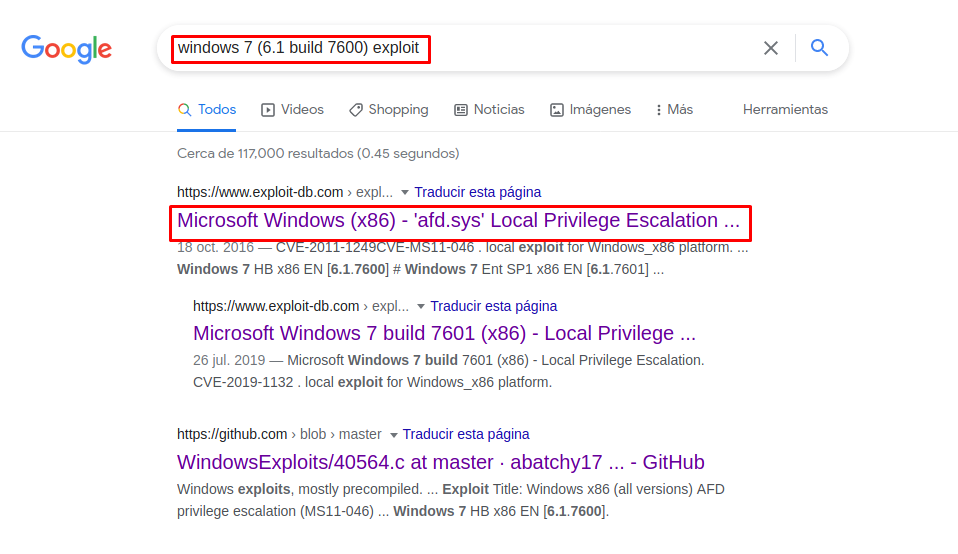 Google
windows 7 (6.1 build 7600) exploit
Todos Videos Shopping Noticias Imágenes Más Herramientas
Cerca de 117,000 resultados (0.45 segundos)
https://www.exploit-db.com › expl... Traducir esta página
Microsoft Windows (x86) - 'afd.sys' Local Privilege Escalation ...
18 oct. 2016 — CVE-2011-1249CVE-MS11-046 . local exploit for Windows_x86 platform. ...
Windows 7 HB x86 EN [6.1.7600] # Windows 7 Ent SP1 x86 EN [6.1.7601] ...
https://www.exploit-db.com › expl... Traducir esta página
Microsoft Windows 7 build 7601 (x86) - Local Privilege ...
26 jul. 2019 — Microsoft Windows 7 build 7601 (x86) - Local Privilege Escalation.
CVE-2019-1132 . local exploit for Windows_x86 platform.
https://github.com › blob › master Traducir esta página
WindowsExploits/40564.c at master · abatchy17 ... - GitHub
Windows exploits, mostly precompiled. ... Exploit Title: Windows x86 (all versions) AFD
privilege escalation (MS11-046) ... Windows 7 HB x86 EN [6.1.7600].